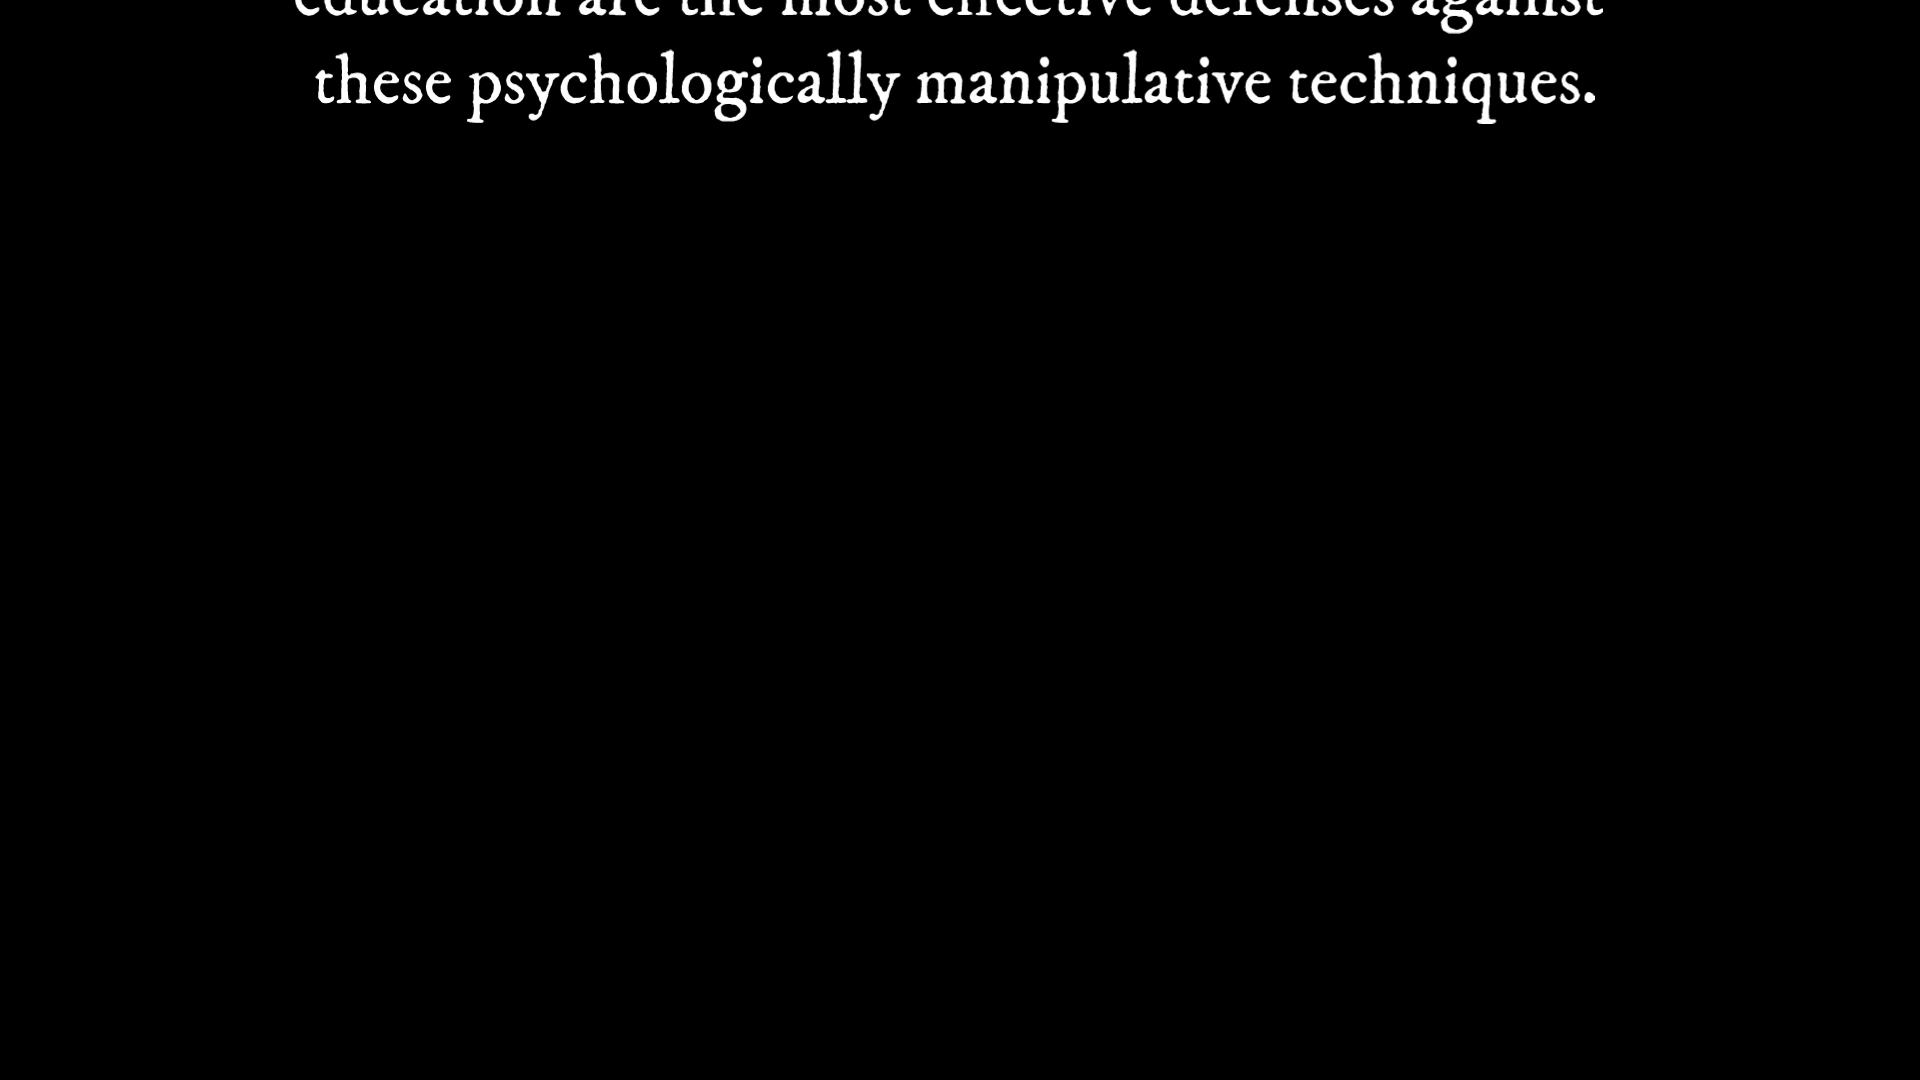 education are the most effective defenses against
these psychologically manipulative techniques.